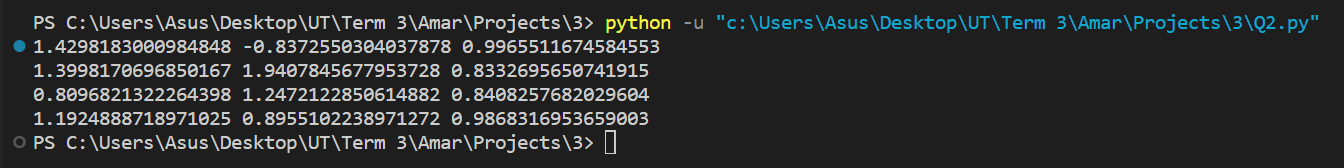 PS C:\Users\Asus\Desktop\UT\Term 3\Amar\Projects\3> python -u "c:\Users\Asus\Desktop\UT\Term 3\Amar\Projects\3\Q2.py"
1.4298183000984848 -0.8372550304037878 0.9965511674584553
1.3998170696850167 1.9407845677953728 0.8332695650741915
0.8096821322264398 1.2472122850614882 0.8408257682029604
1.1924888718971025 0.8955102238971272 0.9868316953659003
PS C:\Users\Asus\Desktop\UT\Term 3\Amar\Projects\3>